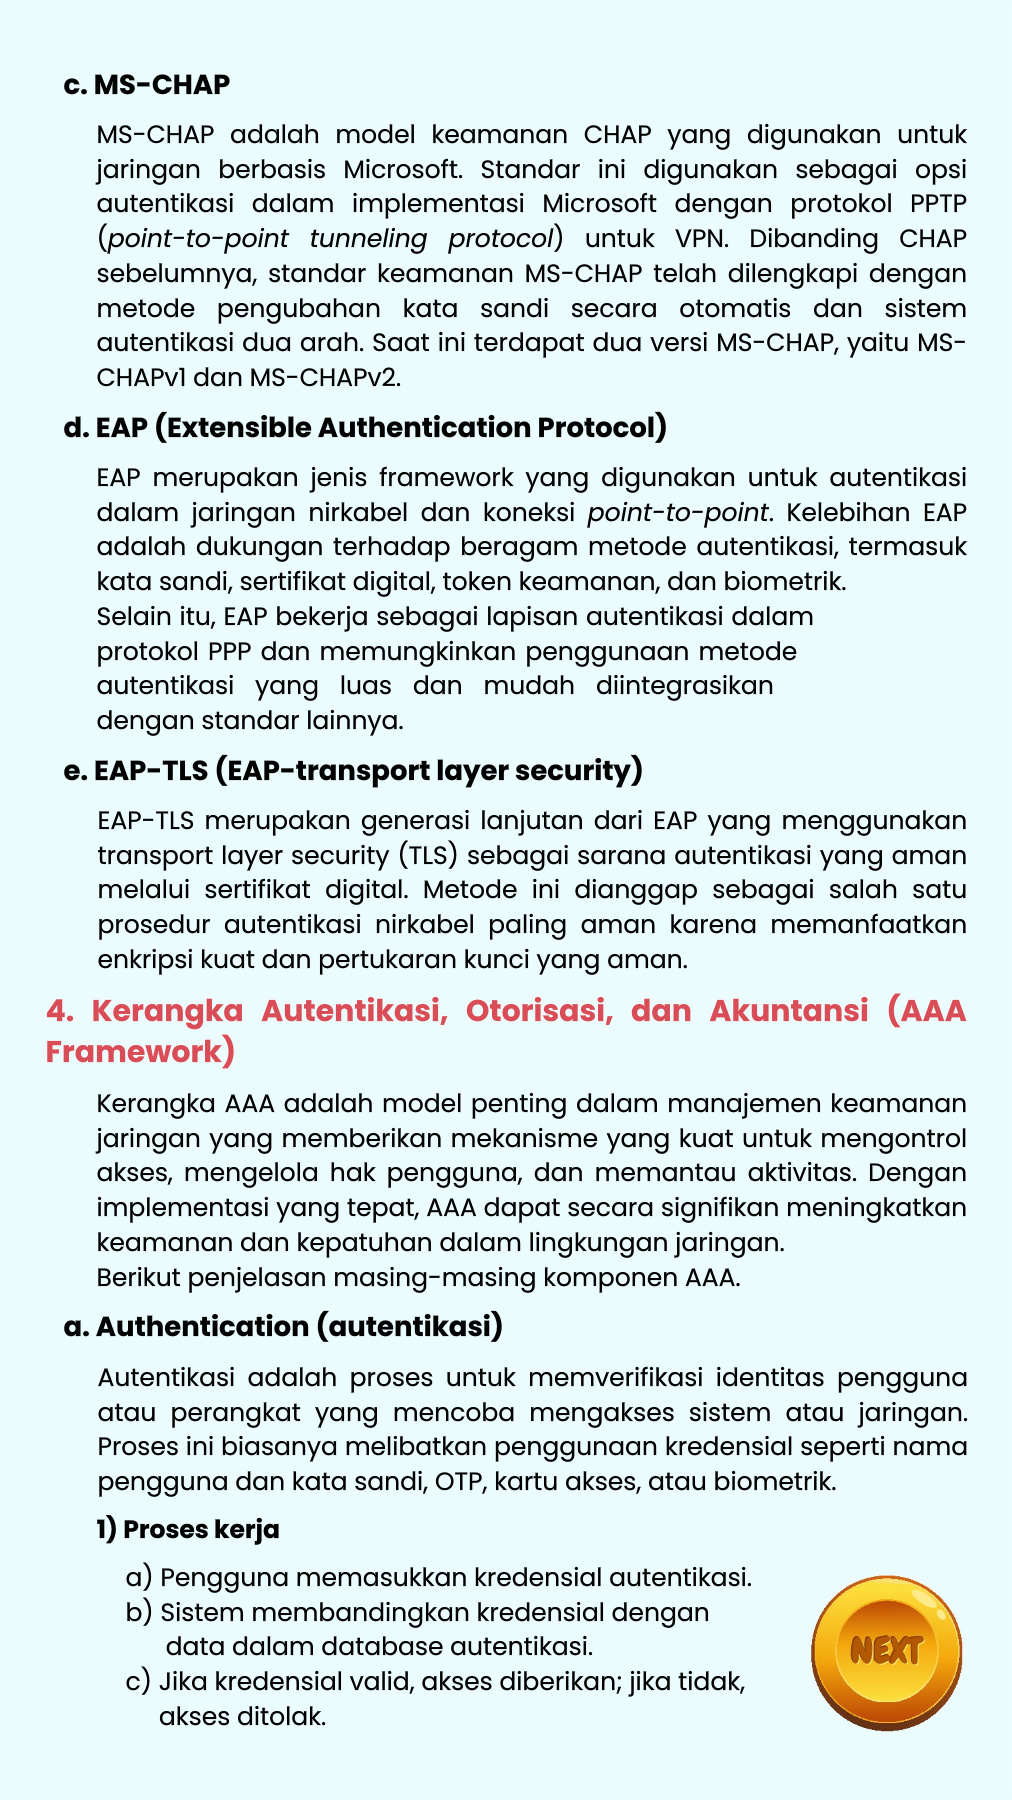 c. MS-CHAP
MS-CHAP adalah model keamanan CHAP yang digunakan untuk
jaringan berbasis Microsoft. Standar ini digunakan sebagai opsi
autentikasi dalam implementasi Microsoft dengan protokol PPTP
(point-to-point tunneling protocol) untuk VPN. Dibanding CHAP
sebelumnya, standar keamanan MS-CHAP telah dilengkapi dengan
metode pengubahan kata sandi secara otomatis dan sistem
autentikasi dua arah. Saat ini terdapat dua versi MS-CHAP, yaitu MS-
CHAPv1 dan MS-CHAPv2.
d. EAP (Extensible Authentication Protocol)
EAP merupakan jenis framework yang digunakan untuk autentikasi
dalam jaringan nirkabel dan koneksi point-to-point. Kelebihan EAP
adalah dukungan terhadap beragam metode autentikasi, termasuk
kata sandi, sertifikat digital, token keamanan, dan biometrik.
Selain itu, EAP bekerja sebagai lapisan autentikasi dalam
protokol PPP dan memungkinkan penggunaan metode
autentikasi yang luas dan mudah diintegrasikan
dengan standar lainnya.
e. EAP-TLS (EAP-transport layer security)
EAP-TLS merupakan generasi lanjutan dari EAP yang menggunakan
transport layer security (TLS) sebagai sarana autentikasi yang aman
melalui sertifikat digital. Metode ini dianggap sebagai salah satu
prosedur autentikasi nirkabel paling aman karena memanfaatkan
enkripsi kuat dan pertukaran kunci yang aman.
4. Kerangka Autentikasi, Otorisasi, dan Akuntansi (AAA
Framework)
Kerangka AAA adalah model penting dalam manajemen keamanan
jaringan yang memberikan mekanisme yang kuat untuk mengontrol
akses, mengelola hak pengguna, dan memantau aktivitas. Dengan
implementasi yang tepat, AAA dapat secara signifikan meningkatkan
keamanan dan kepatuhan dalam lingkungan jaringan.
Berikut penjelasan masing-masing komponen AAA.
a. Authentication (autentikasi)
Autentikasi adalah proses untuk memverifikasi identitas pengguna
atau perangkat yang mencoba mengakses sistem atau jaringan.
Proses ini biasanya melibatkan penggunaan kredensial seperti nama
pengguna dan kata sandi, OTP, kartu akses, atau biometrik.
1) Proses kerja
a) Pengguna memasukkan kredensial autentikasi.
b) Sistem membandingkan kredensial dengan
data dalam database autentikasi.
c) Jika kredensial valid, akses diberikan; jika tidak,
akses ditolak.
NEXT